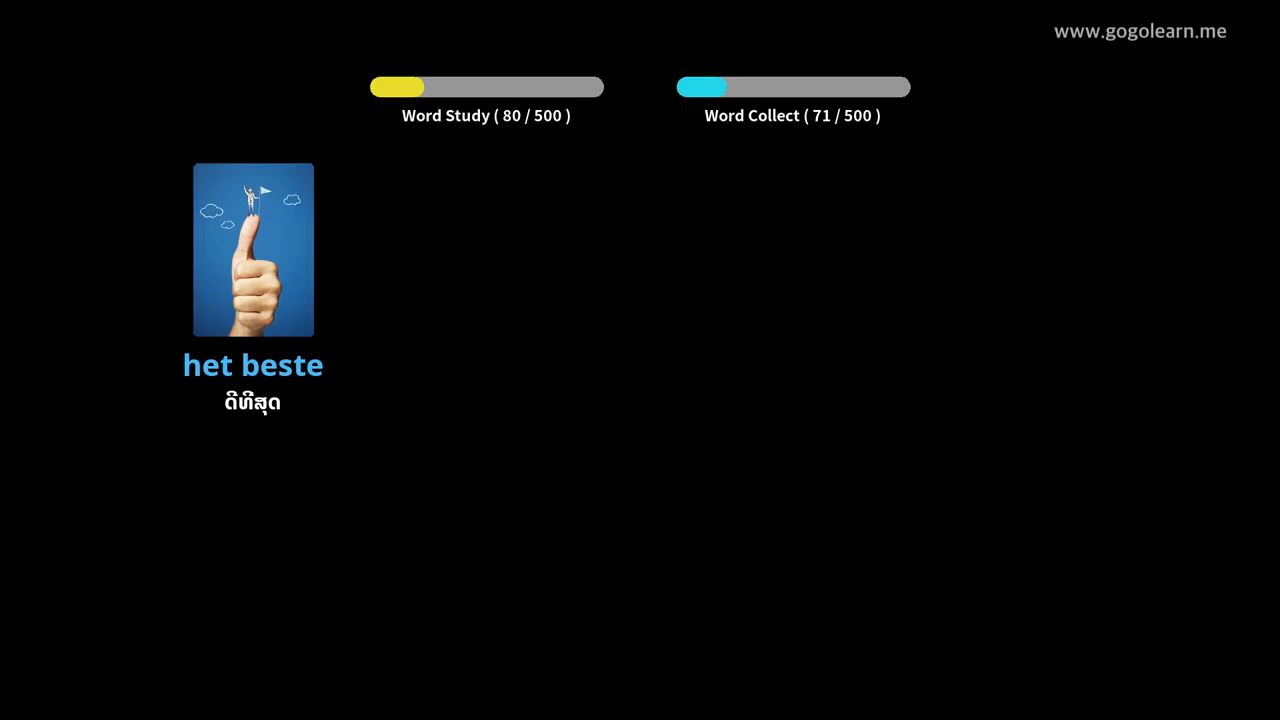 www.gogolearn.me
Word Study ( 80 / 500 )
Word Collect ( 71 / 500 )
het beste
ດີທີສຸດ